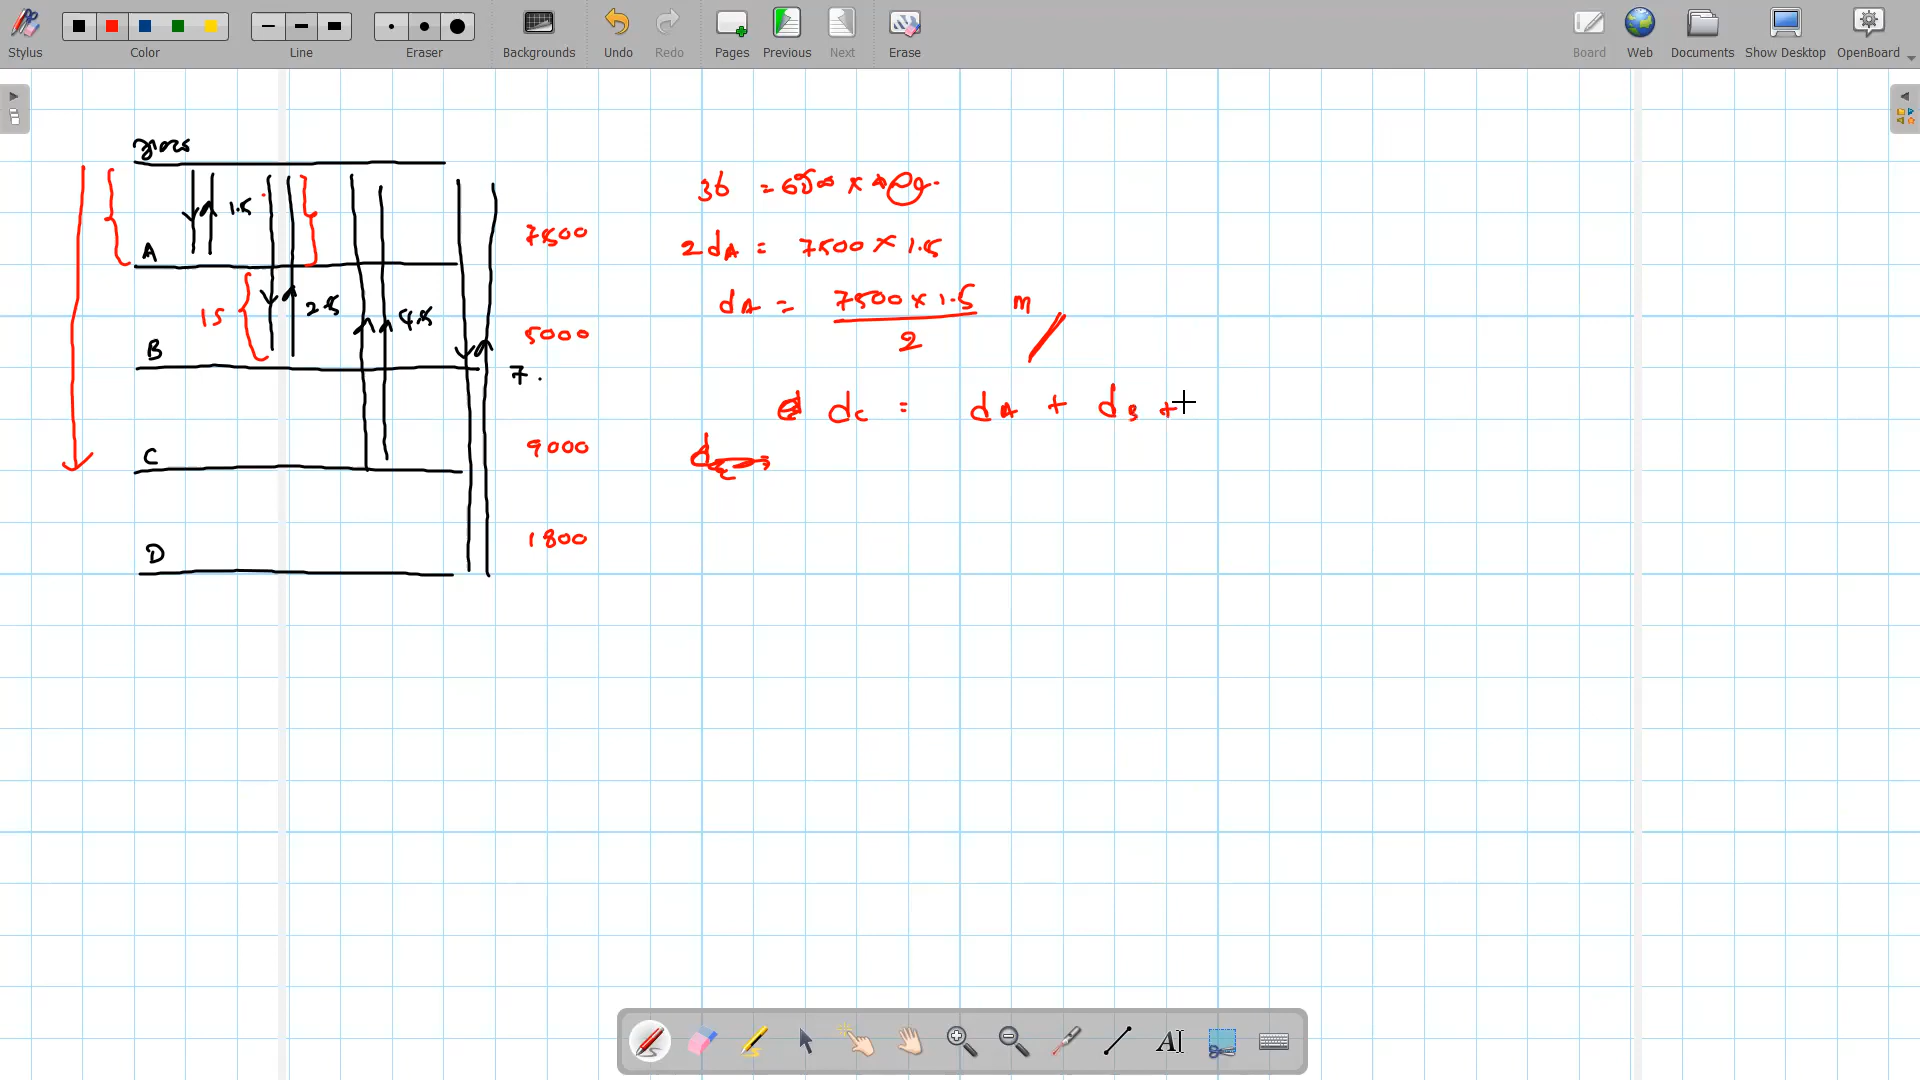 Stylus
Color
Line
Eraser
Backgrounds
Undo
Redo
Pages
Previous
Next
Erase
Board
Web
Documents
Show Desktop
OpenBoard
A
1.5
7500
B
15
2.5
4.5
5000
7.
C
9000
D
1800
2dA = 7500 × 1.5
dA = 7500 × 1.5 m
2
dC = dA + dB +